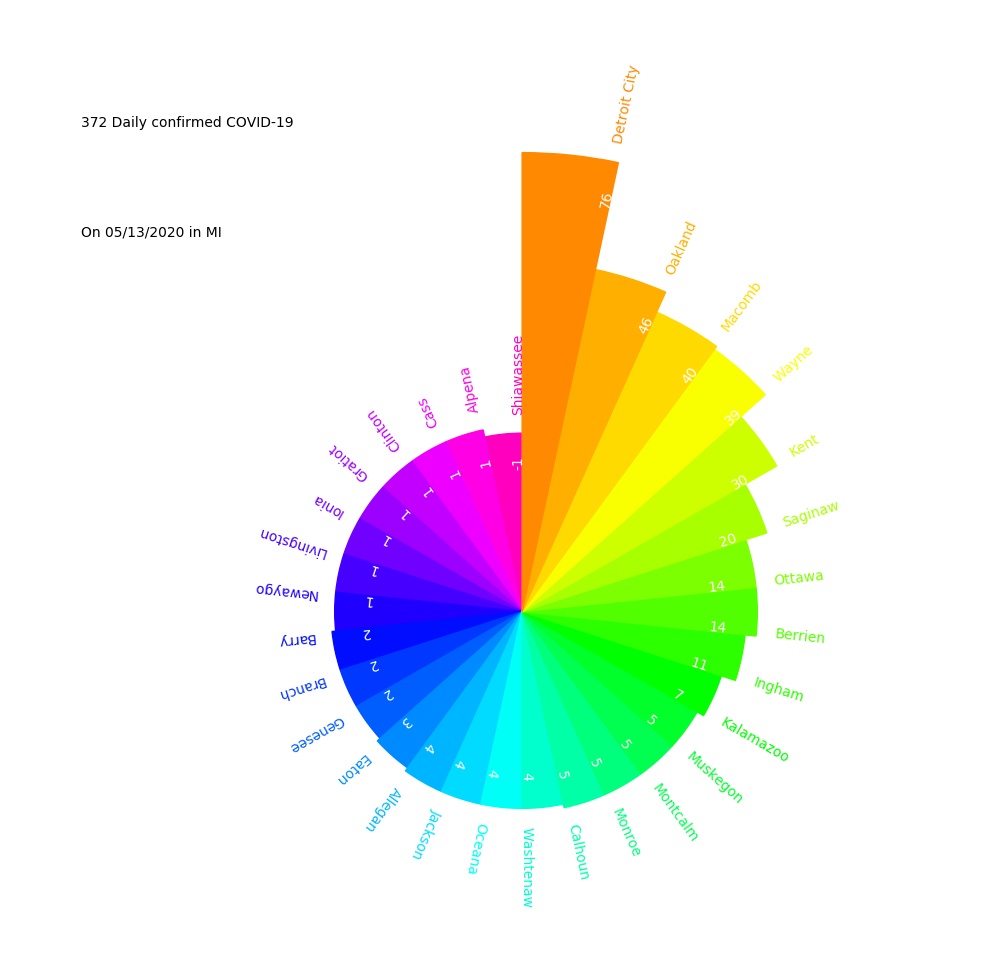 372 Daily confirmed COVID-19
On 05/13/2020 in MI
Detroit City
76
Oakland
46
Macomb
40
Wayne
39
Kent
30
Saginaw
20
Ottawa
14
Berrien
14
Ingham
11
Kalamazoo
7
Muskegon
5
Montcalm
5
Monroe
5
Calhoun
5
Washtenaw
4
Oceana
4
Jackson
4
Allegan
4
Eaton
3
Genesee
2
Branch
2
Barry
2
Newaygo
1
Livingston
1
Ionia
1
Gratiot
1
Clinton
1
Cass
1
Alpena
1
Shiawassee
-1